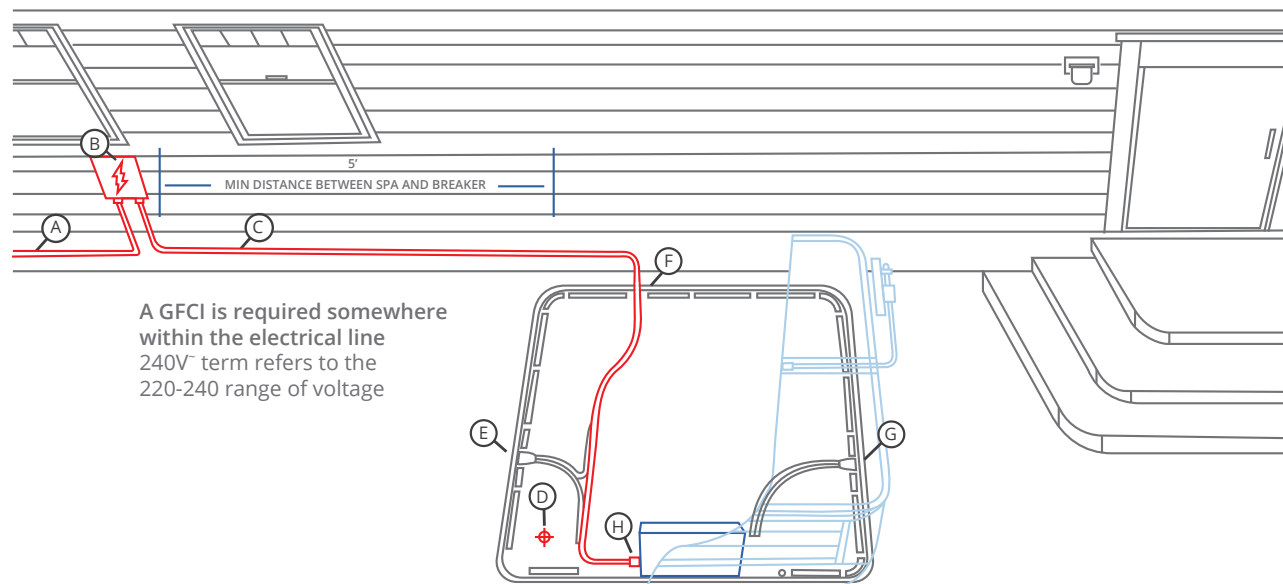 B
5'
MIN DISTANCE BETWEEN SPA AND BREAKER
A
C
F
A GFCI is required somewhere
within the electrical line
240V~ term refers to the
220-240 range of voltage
E
G
D
H